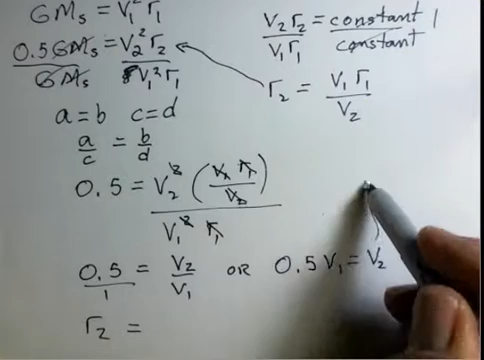 GMₛ = V₁² r₁
0.5GMₛ = V₂² r₂
GMₛ V₁² r₁
a = b c = d
a = b
c d
0.5 = V₂² (V₁ r₁ / V₂)
V₁² r₁
0.5 = V₂ OR 0.5 V₁ = V₂
1 V₁
r₂ =
V₂ r₂ = constant 1
V₁ r₁ constant
r₂ = V₁ r₁
V₂